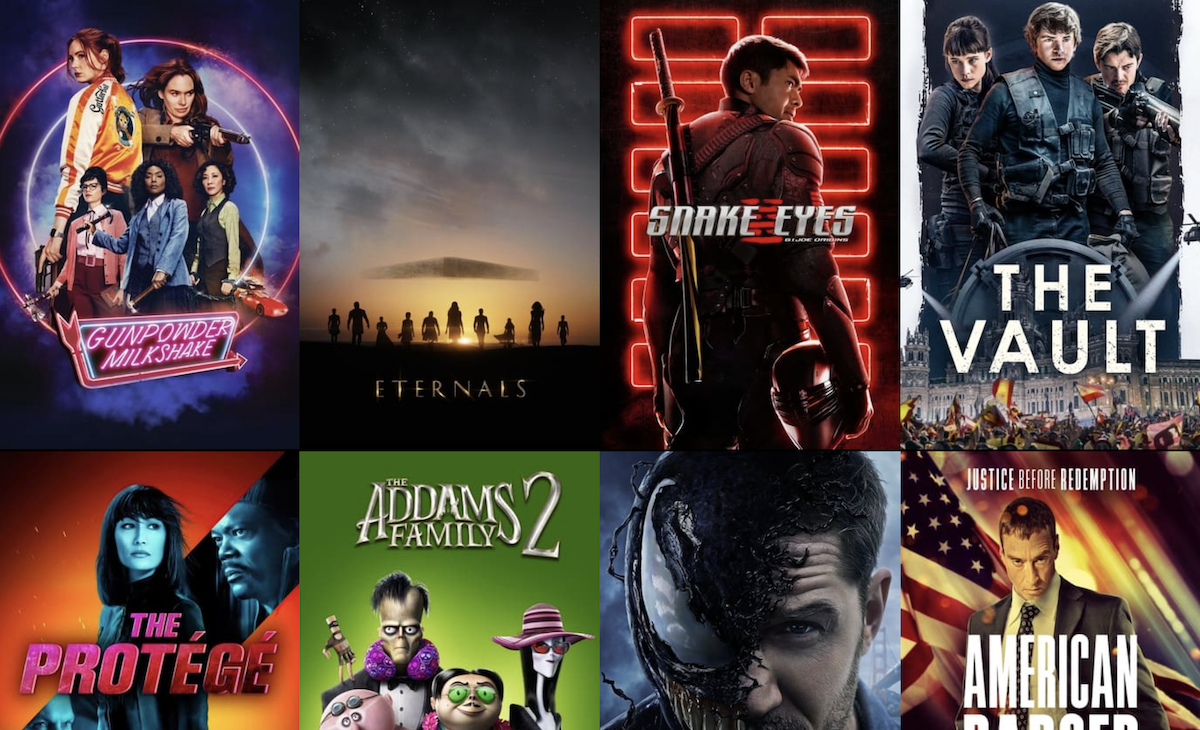 GUNPOWDER
MILKSHAKE
ETERNALS
SNAKE EYES
G.I. JOE ORIGINS
THE
VAULT
THE
PROTÉGÉ
THE
ADDAMS
FAMILY 2
JUSTICE BEFORE REDEMPTION
AMERICAN